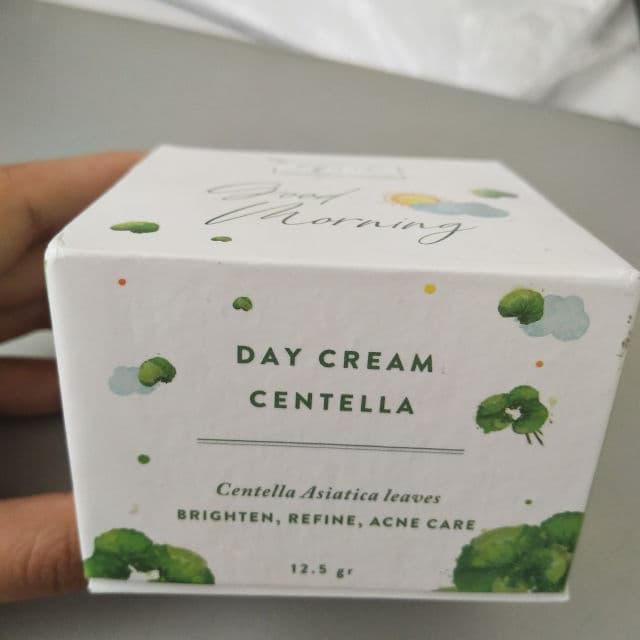 Good
Morning
DAY CREAM
CENTELLA
Centella Asiatica leaves
BRIGHTEN, REFINE, ACNE CARE
12.5 gr